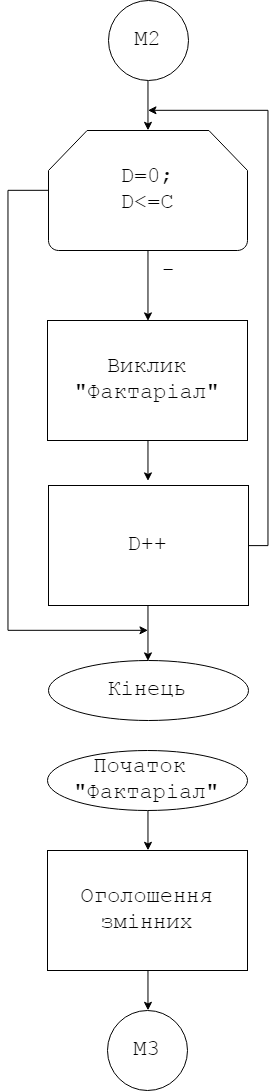 M2
D=0;
D<=C
-
Виклик
"Фактаріал"
D++
Кінець
Початок
"Фактаріал"
Оголошення
змінних
M3